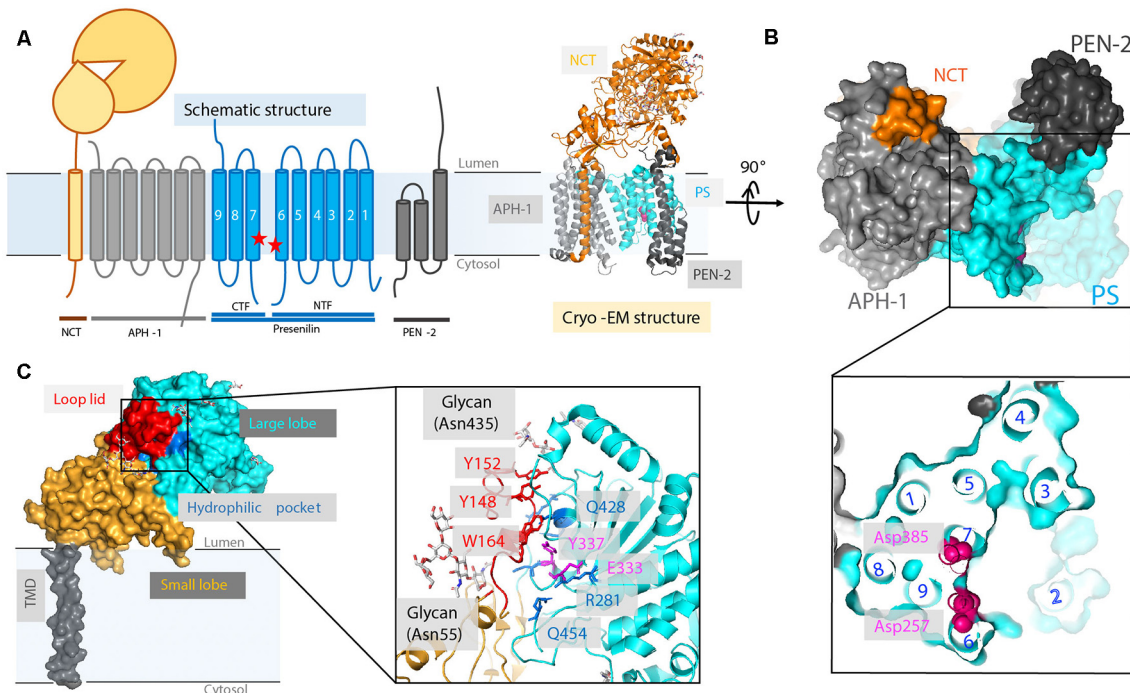 A
Schematic structure
Lumen
9 8 7 6 5 4 3 2 1
Cytosol
CTF
NTF
NCT
APH -1
Presenilin
PEN -2
NCT
APH-1
PS
PEN-2
Cryo -EM structure
90°
B
PEN-2
NCT
APH-1
PS
4
5
3
1
7
Asp385
8
9
2
Asp257
6
C
Loop lid
Large lobe
Hydrophilic pocket
Lumen
Small lobe
TMD
Cytosol
Glycan
(Asn435)
Y152
Y148
Q428
W164
Y337
E333
R281
Glycan
(Asn55)
Q454